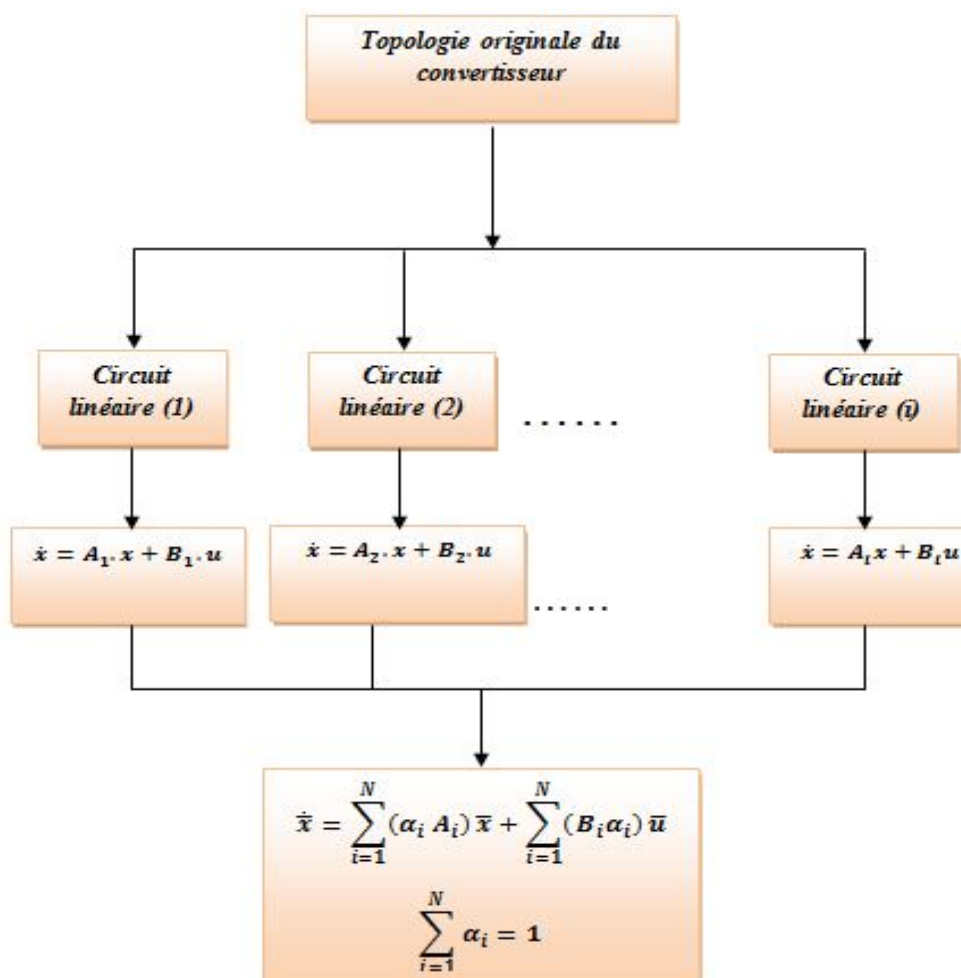 Topologie originale du
convertisseur
Circuit
linéaire (1)
Circuit
linéaire (2)
. . . . . .
Circuit
linéaire (i)
ẋ = A₁. x + B₁. u
ẋ = A₂. x + B₂. u
. . . . . .
ẋ = Aᵢx + Bᵢu
x̄̇ = ∑ᵢ₌₁ᴺ (αᵢ Aᵢ) x̄ + ∑ᵢ₌₁ᴺ (Bᵢαᵢ) ū
∑ᵢ₌₁ᴺ αᵢ = 1